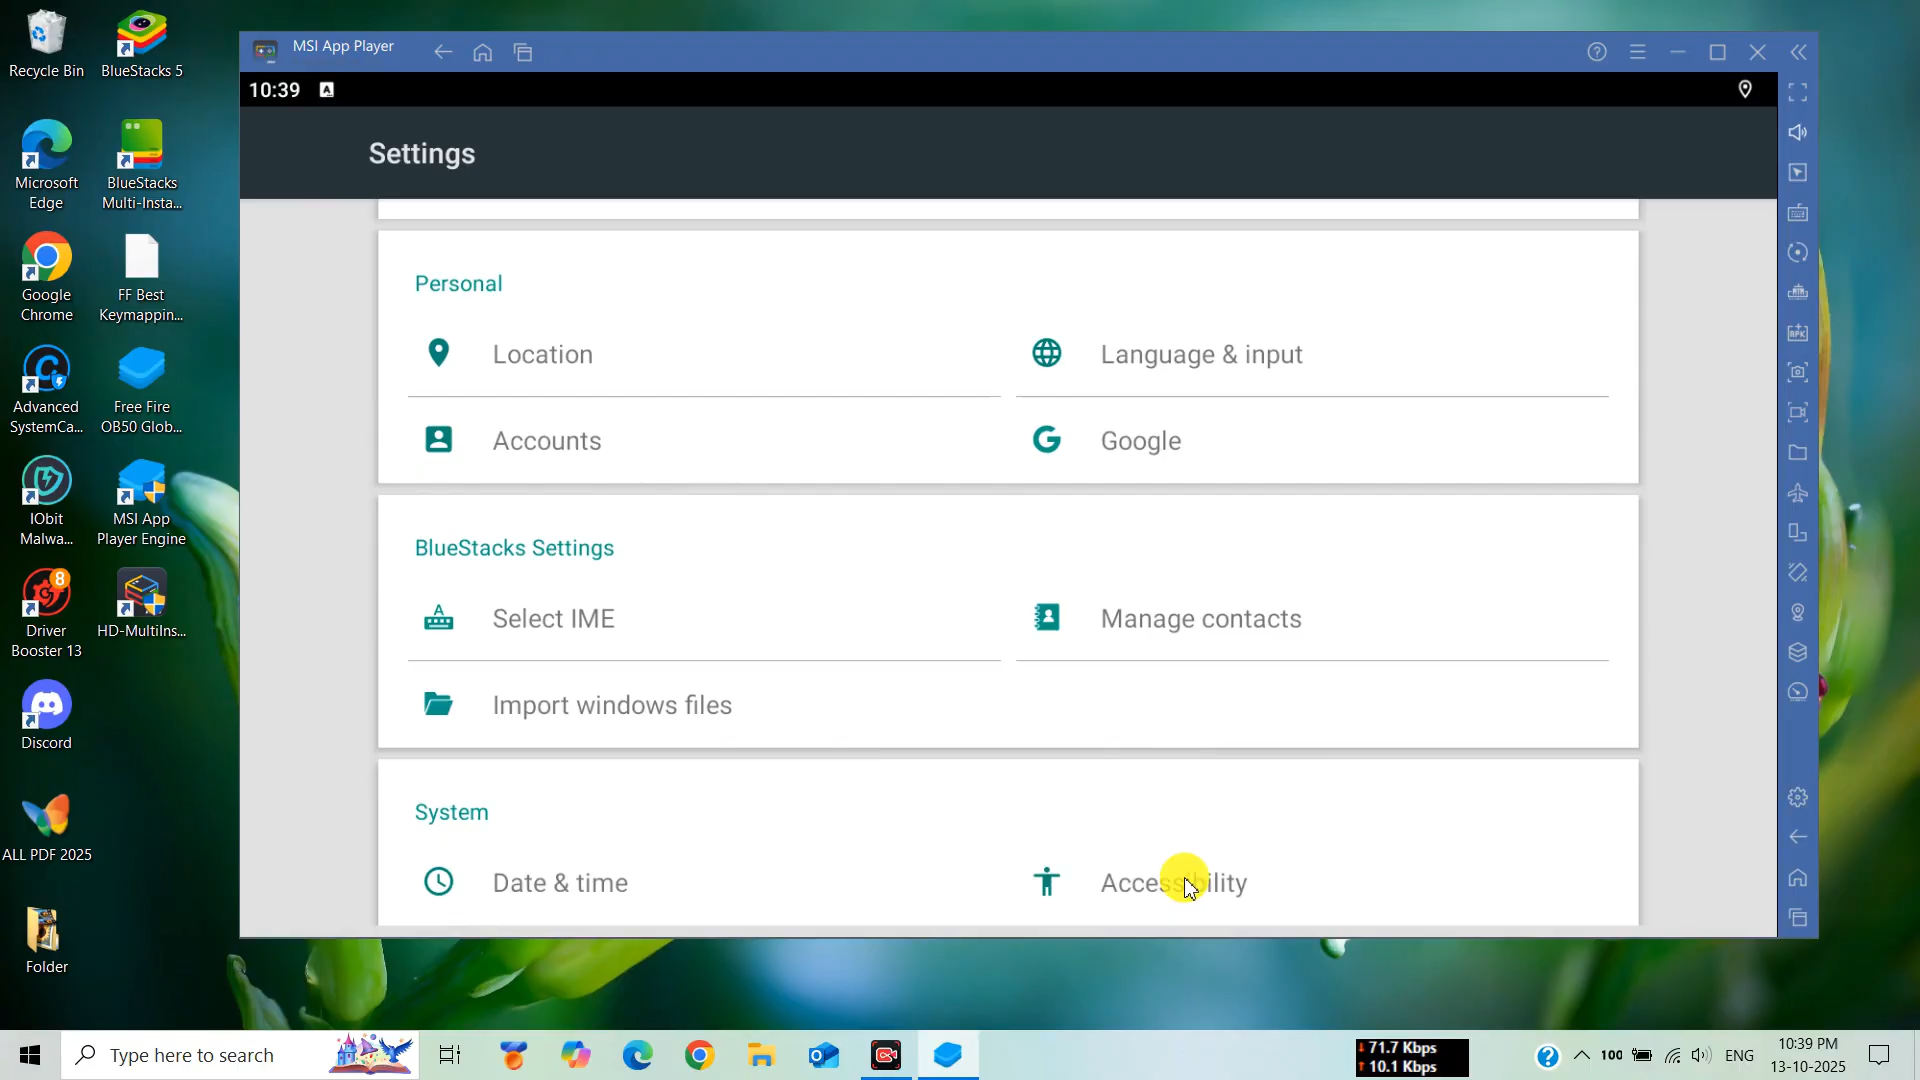 Recycle Bin
BlueStacks 5
Microsoft
Edge
BlueStacks
Multi-Insta...
Google
Chrome
FF Best
Keymappin...
Advanced
SystemCa...
Free Fire
OB50 Glob...
IObit
Malwa...
MSI App
Player Engine
8
Driver
Booster 13
HD-MultiIns...
Discord
ALL PDF 2025
Folder
MSI App Player
10:39
A
Settings
Personal
Location
Language & input
Accounts
Google
BlueStacks Settings
Select IME
Manage contacts
Import windows files
System
Date & time
Accessibility
Type here to search
71.7 Kbps
10.1 Kbps
100
ENG
10:39 PM
13-10-2025